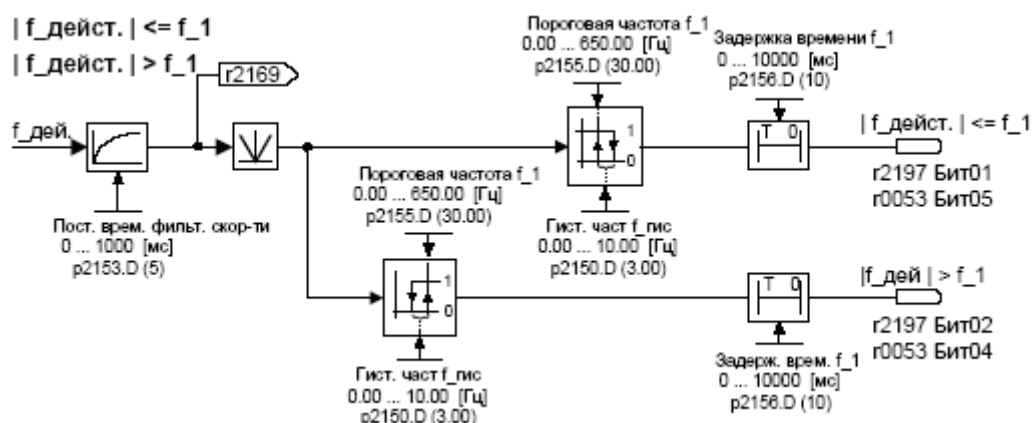 | f_дейст. | <= f_1
| f_дейст. | > f_1
r2169
f_дей.
Пост. врем. фильт. скор-ти
0 ... 1000 [мс]
p2153.D (5)
Пороговая частота f_1
0.00 ... 650.00 [Гц]
p2155.D (30.00)
1
0
Гист. част f_гис
0.00 ... 10.00 [Гц]
p2150.D (3.00)
Задержка времени f_1
0 ... 10000 [мс]
p2156.D (10)
T 0
| f_дейст. | <= f_1
r2197 Бит01
r0053 Бит05
Пороговая частота f_1
0.00 ... 650.00 [Гц]
p2155.D (30.00)
1
0
Гист. част f_гис
0.00 ... 10.00 [Гц]
p2150.D (3.00)
T 0
Задерж. врем. f_1
0 ... 10000 [мс]
p2156.D (10)
|f_дей | > f_1
r2197 Бит02
r0053 Бит04